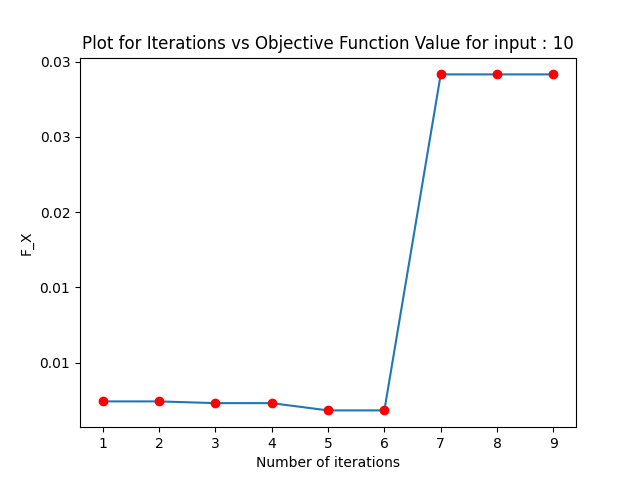 Plot for Iterations vs Objective Function Value for input : 10
0.03
0.03
0.02
0.01
0.01
F_X
1 2 3 4 5 6 7 8 9
Number of iterations